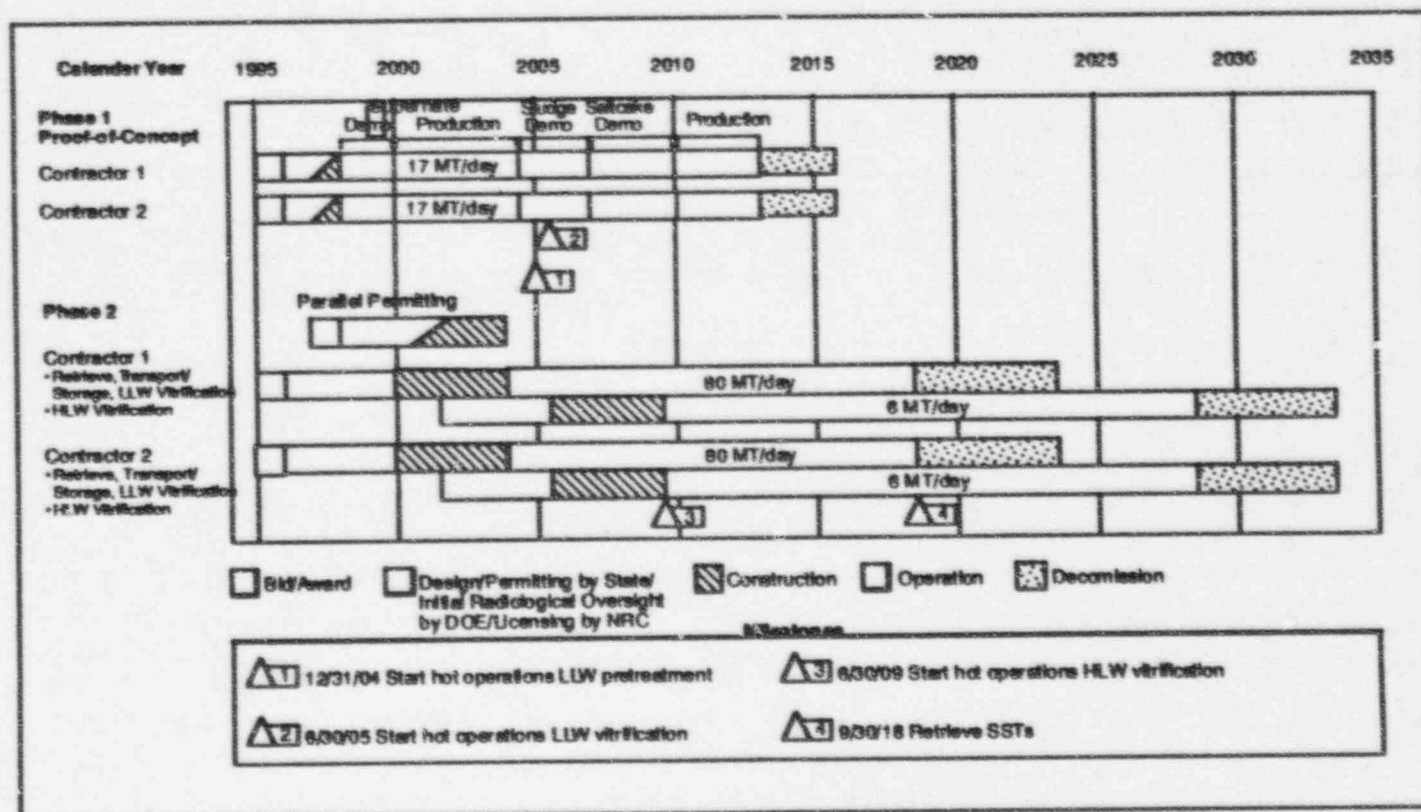 Calender Year 1995 2000 2005 2010 2015 2020 2025 2036 2035
Phase 1
Proof-of-Concept
Supernate
Demo Production
Sludge Demo
Saltcake Demo
Production
Contractor 1
17 MT/day
Contractor 2
17 MT/day
2
1
Phase 2
Parallel Permitting
Contractor 1
•Retrieve, Transport/
Storage, LLW Vitrification
•HLW Vitrification
80 MT/day
6 MT/day
Contractor 2
•Retrieve, Transport/
Storage, LLW Vitrification
•HLW Vitrification
80 MT/day
6 MT/day
3
4
Bid/Award
Design/Permitting by State/
Initial Radiological Oversight
by DOE/Licensing by NRC
Construction
Operation
Decomission
Milestones
1 12/31/04 Start hot operations LLW pretreatment
2 6/30/05 Start hot operations LLW vitrification
3 6/30/09 Start hot operations HLW vitrification
4 9/30/18 Retrieve SSTs